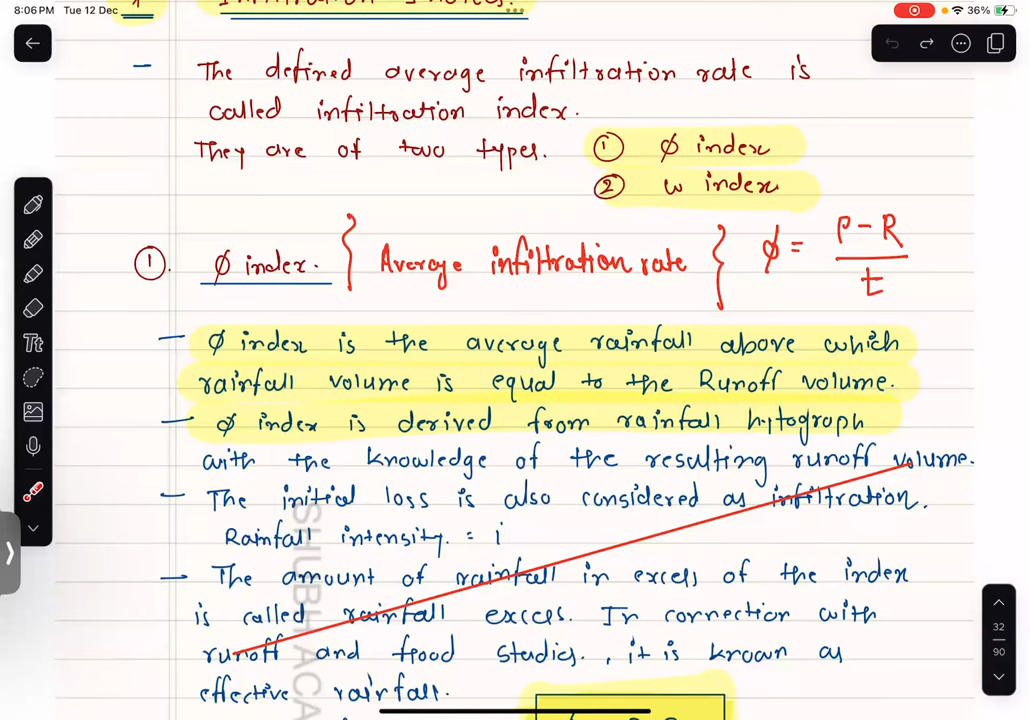 8:06 PM Tue 12 Dec
36%
- The defined average infiltration rate is
called infiltration index.
They are of two types. ① ϕ index
② w index
①. ϕ index. } Average infiltration rate } ϕ = P-R / t
- ϕ index is the average rainfall above which
rainfall volume is equal to the Runoff volume.
- ϕ index is derived from rainfall hytograph
with the knowledge of the resulting runoff volume.
- The initial loss is also considered as infiltration.
Rainfall intensity. = i
- The amount of rainfall in excess of the index
is called rainfall excess. In connection with
runoff and flood studies., it is known as
effective rainfall.
SHUBH ACA
Tt
32
90